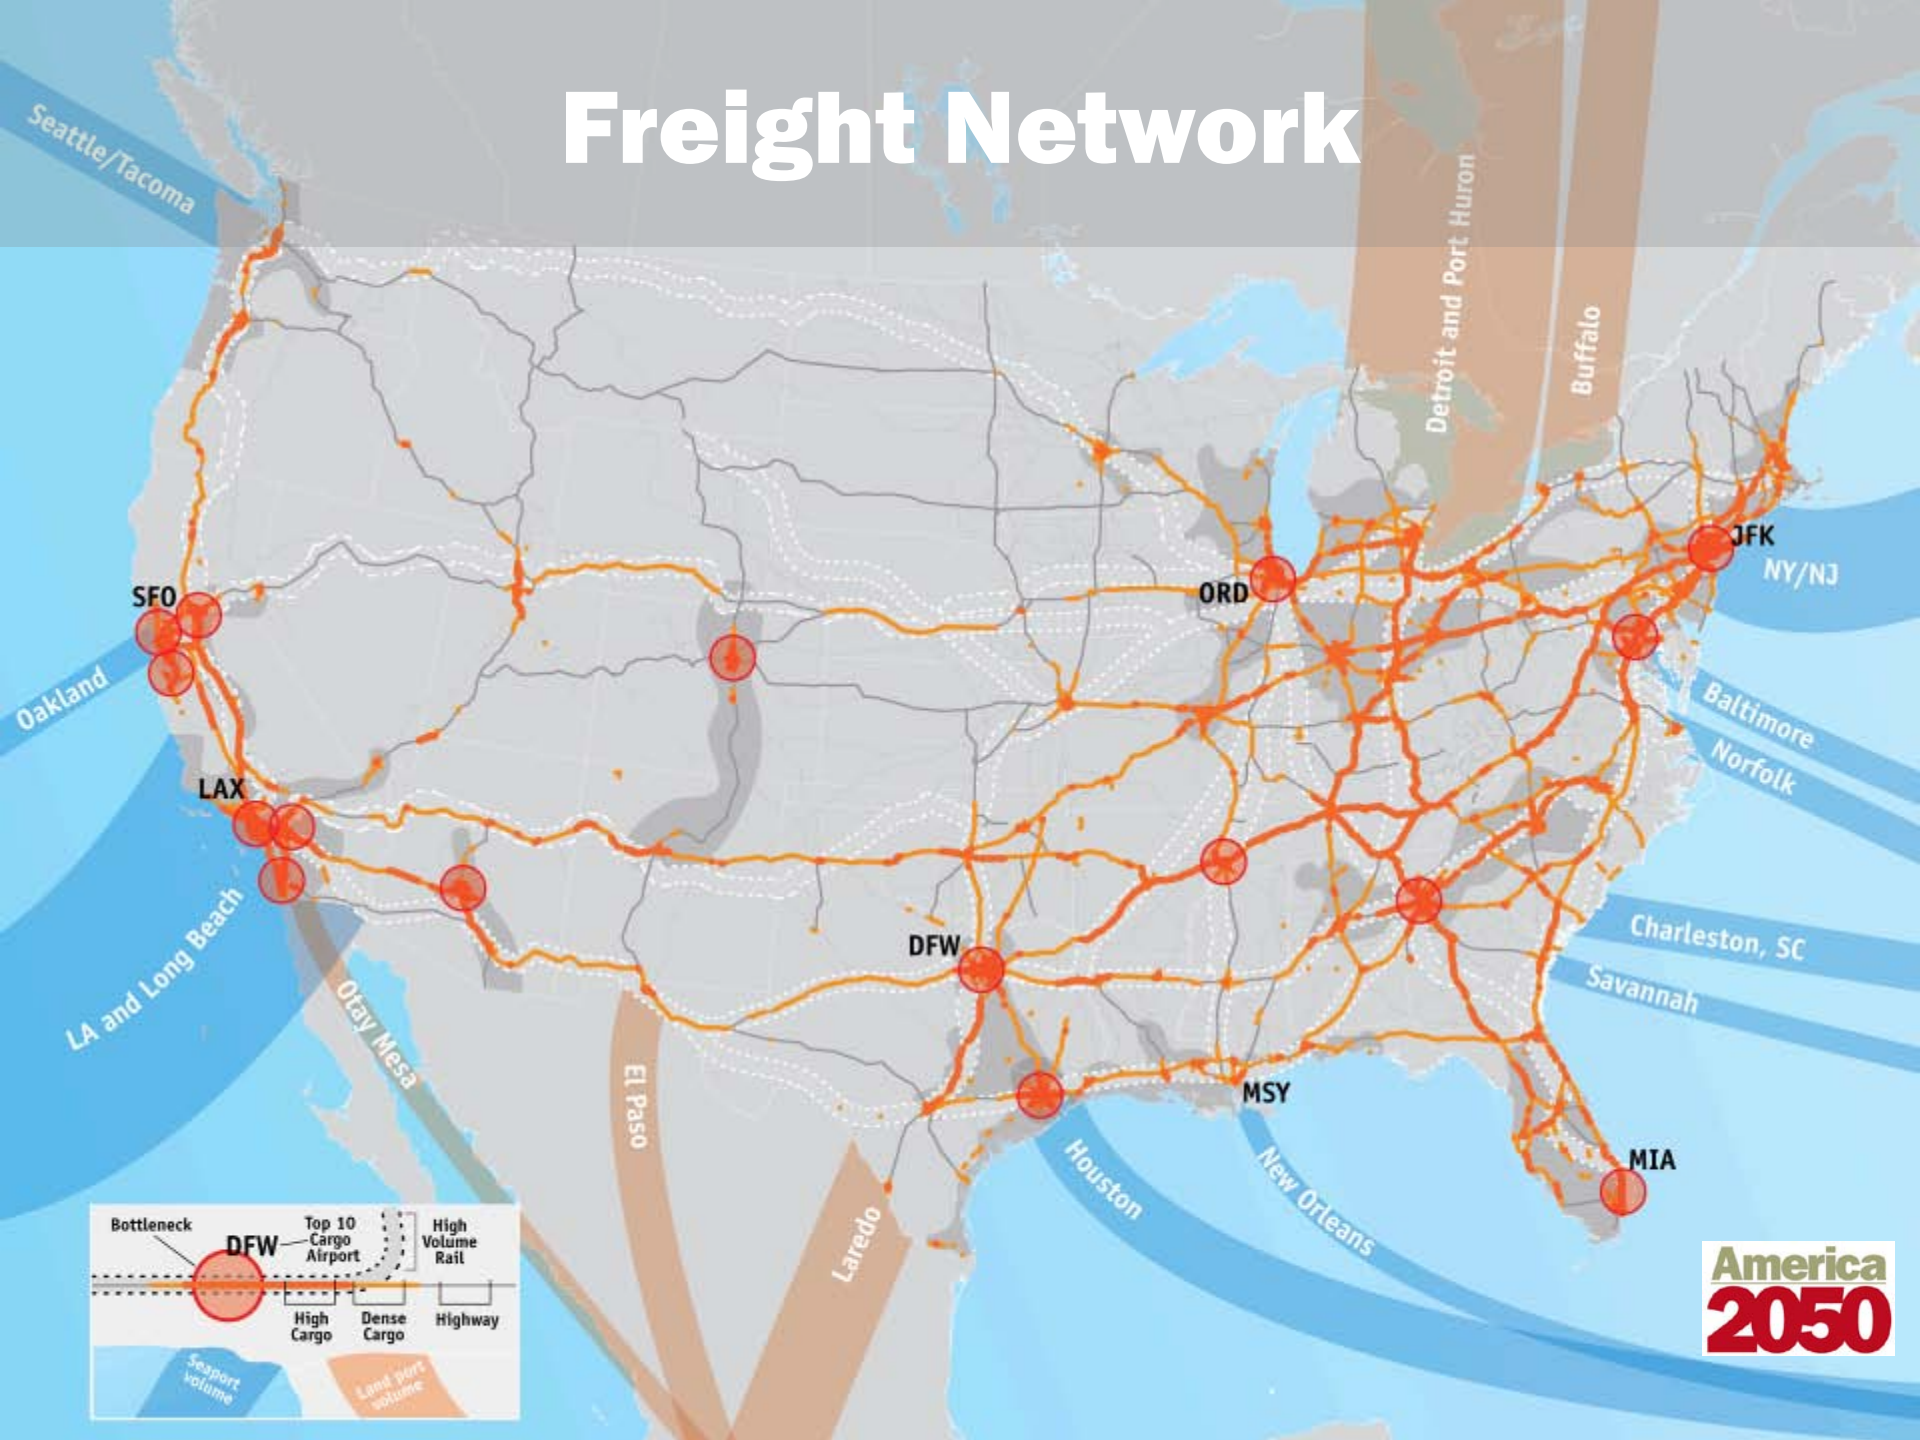 Freight Network
Seattle/Tacoma
Detroit and Port Huron
Buffalo
JFK
NY/NJ
SFO
ORD
Oakland
Baltimore
Norfolk
LAX
LA and Long Beach
DFW
Charleston, SC
Savannah
Otay Mesa
El Paso
MSY
Houston
New Orleans
MIA
Laredo
Bottleneck
DFW
Top 10
Cargo
Airport
High
Volume
Rail
High
Cargo
Dense
Cargo
Highway
Seaport
volume
Land port
volume
America
2050